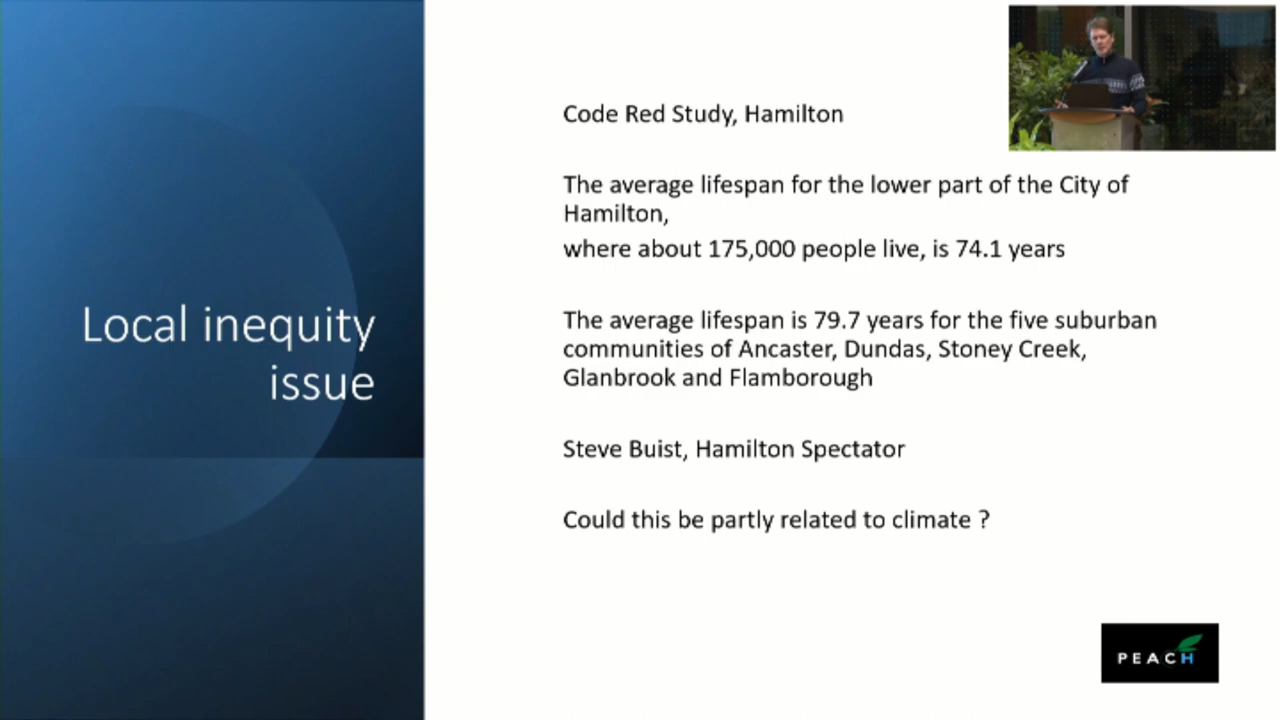 Local inequity
issue
Code Red Study, Hamilton
The average lifespan for the lower part of the City of
Hamilton,
where about 175,000 people live, is 74.1 years
The average lifespan is 79.7 years for the five suburban
communities of Ancaster, Dundas, Stoney Creek,
Glanbrook and Flamborough
Steve Buist, Hamilton Spectator
Could this be partly related to climate ?
PEACH